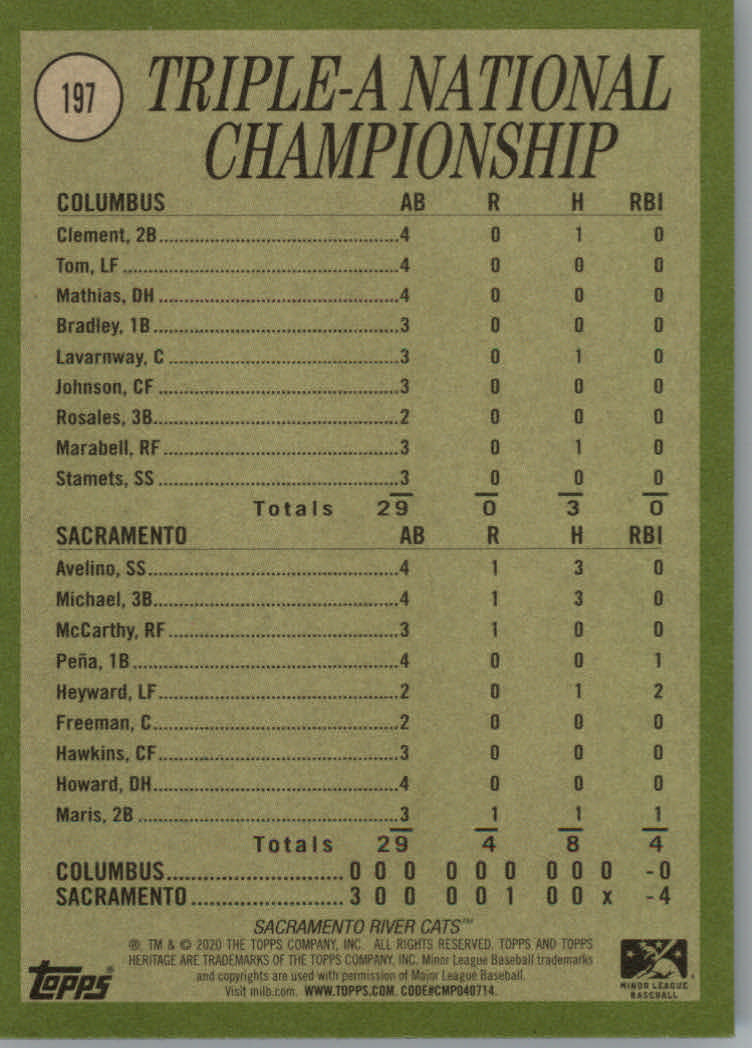 197
TRIPLE-A NATIONAL
CHAMPIONSHIP
COLUMBUS AB R H RBI
Clement, 2B 4 0 1 0
Tom, LF 4 0 0 0
Mathias, DH 4 0 0 0
Bradley, 1B 3 0 0 0
Lavarnway, C 3 0 1 0
Johnson, CF 3 0 0 0
Rosales, 3B 2 0 0 0
Marabell, RF 3 0 1 0
Stamets, SS 3 0 0 0
Totals 29 0 3 0
SACRAMENTO AB R H RBI
Avelino, SS 4 1 3 0
Michael, 3B 4 1 3 0
McCarthy, RF 3 1 0 0
Peña, 1B 4 0 0 1
Heyward, LF 2 0 1 2
Freeman, C 2 0 0 0
Hawkins, CF 3 0 0 0
Howard, DH 4 0 0 0
Maris, 2B 3 1 1 1
Totals 29 4 8 4
COLUMBUS 0 0 0 0 0 0 0 0 0 -0
SACRAMENTO 3 0 0 0 0 1 0 0 x -4
SACRAMENTO RIVER CATS™
® TM & © 2020 THE TOPPS COMPANY, INC. ALL RIGHTS RESERVED. TOPPS AND TOPPS
HERITAGE ARE TRADEMARKS OF THE TOPPS COMPANY, INC. Minor League Baseball trademarks
and copyrights are used with permission of Major League Baseball.
Visit milb.com. WWW.TOPPS.COM. CODE#CMP040714.
topps®
MINOR LEAGUE
BASEBALL